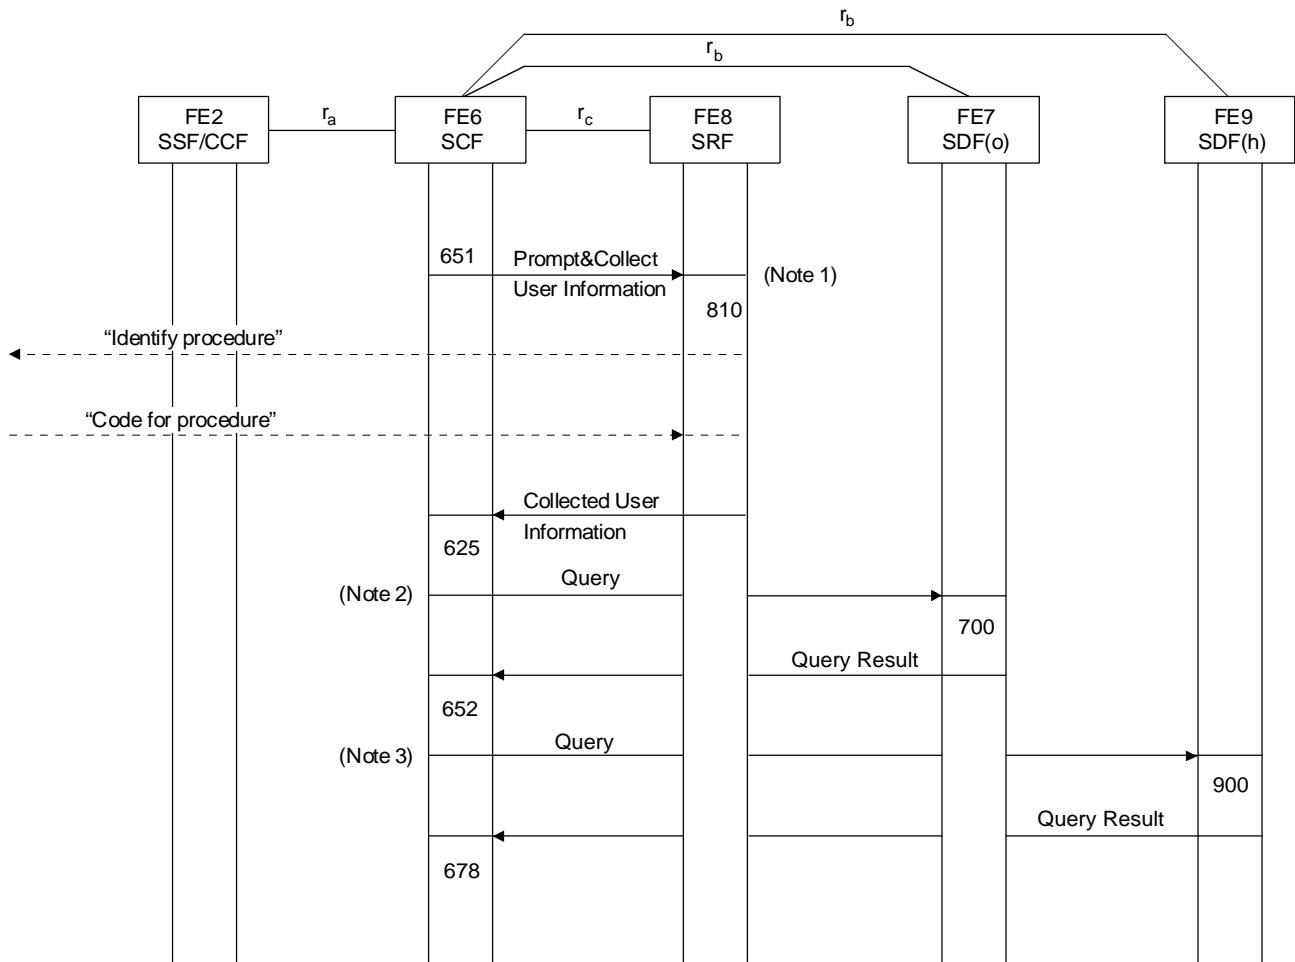 r_b
r_b
FE2
SSF/CCF
r_a
FE6
SCF
r_c
FE8
SRF
FE7
SDF(o)
FE9
SDF(h)
651
Prompt&Collect
User Information
(Note 1)
810
“Identify procedure”
“Code for procedure”
Collected User
Information
625
(Note 2)
Query
700
Query Result
652
(Note 3)
Query
900
Query Result
678